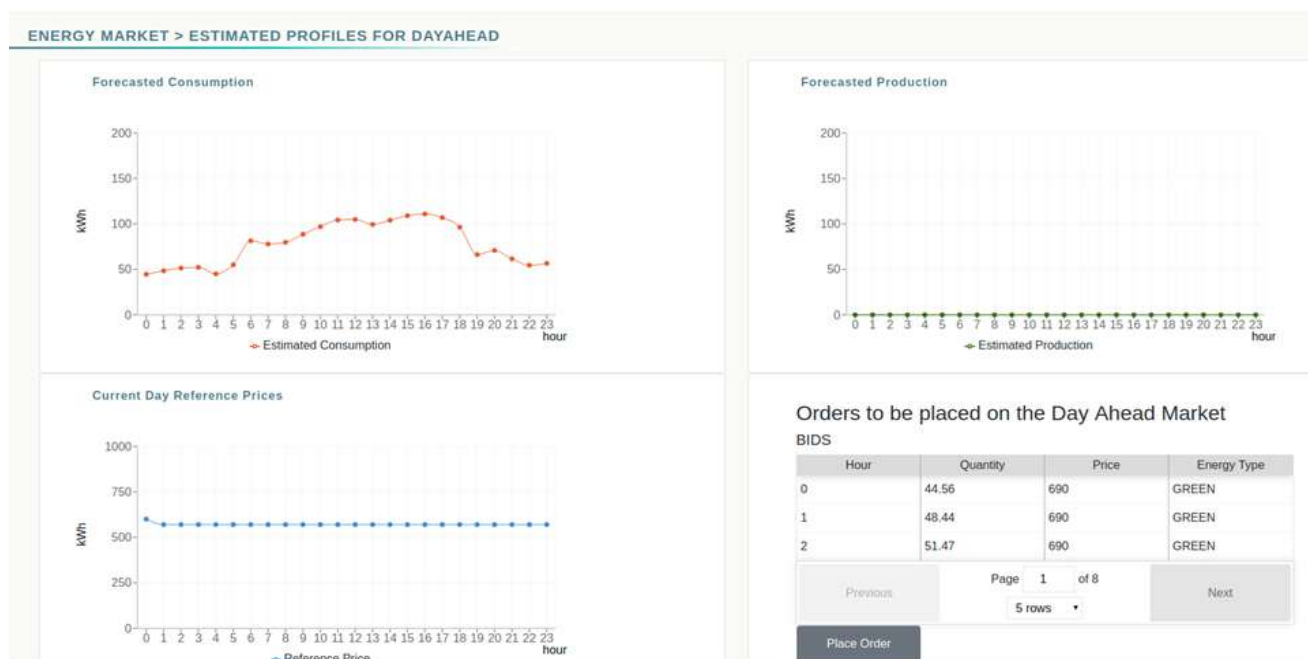 ENERGY MARKET > ESTIMATED PROFILES FOR DAYAHEAD
Forecasted Consumption
200
150
100
50
0
kWh
0 1 2 3 4 5 6 7 8 9 10 11 12 13 14 15 16 17 18 19 20 21 22 23
hour
Estimated Consumption
Forecasted Production
200
150
100
50
0
kWh
0 1 2 3 4 5 6 7 8 9 10 11 12 13 14 15 16 17 18 19 20 21 22 23
hour
Estimated Production
Current Day Reference Prices
1000
750
500
250
0
kWh
0 1 2 3 4 5 6 7 8 9 10 11 12 13 14 15 16 17 18 19 20 21 22 23
hour
Reference Price
Orders to be placed on the Day Ahead Market
BIDS
Hour Quantity Price Energy Type
0 44.56 690 GREEN
1 48.44 690 GREEN
2 51.47 690 GREEN
Previous Page 1 of 8 Next
5 rows
Place Order